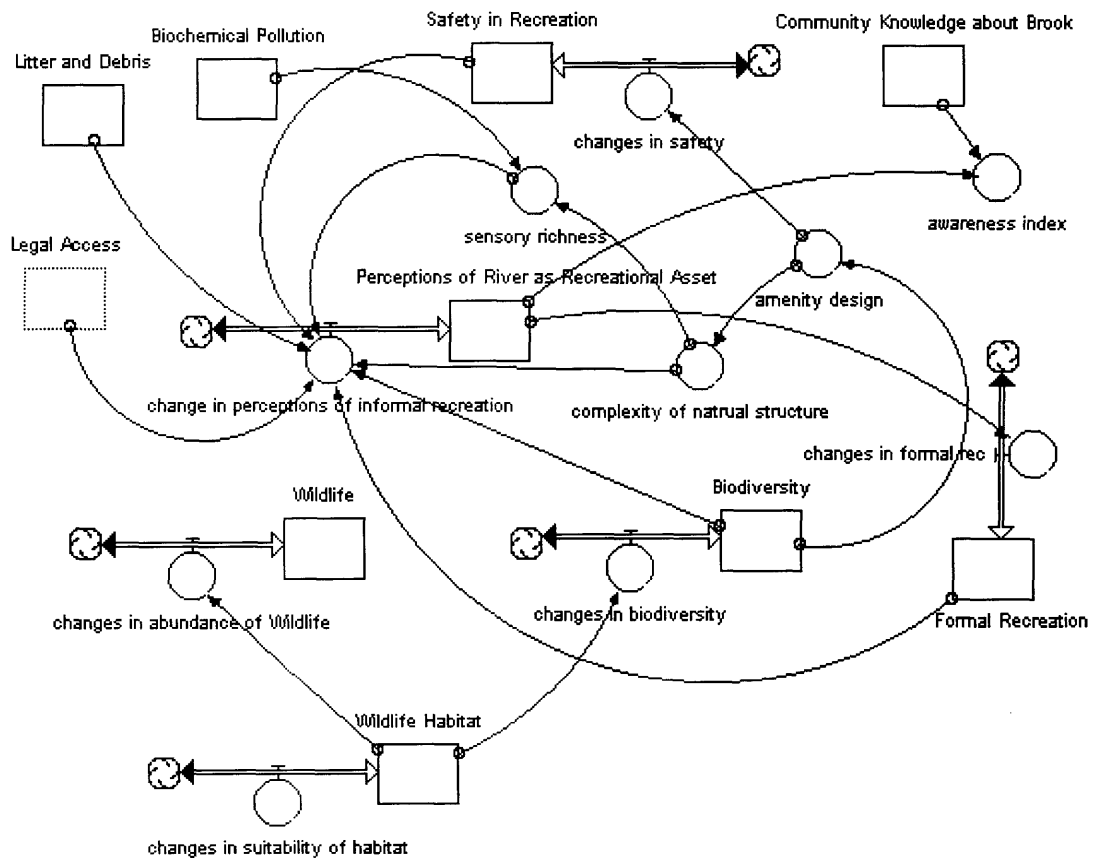 Safety in Recreation
Community Knowledge about Brook
Biochemical Pollution
Litter and Debris
changes in safety
awareness index
sensory richness
Legal Access
Perceptions of River as Recreational Asset
amenity design
change in perceptions of informal recreation
complexity of natrual structure
changes in formal rec
Wildlife
Biodiversity
changes in abundance of Wildlife
changes in biodiversity
Formal Recreation
Wildlife Habitat
changes in suitability of habitat